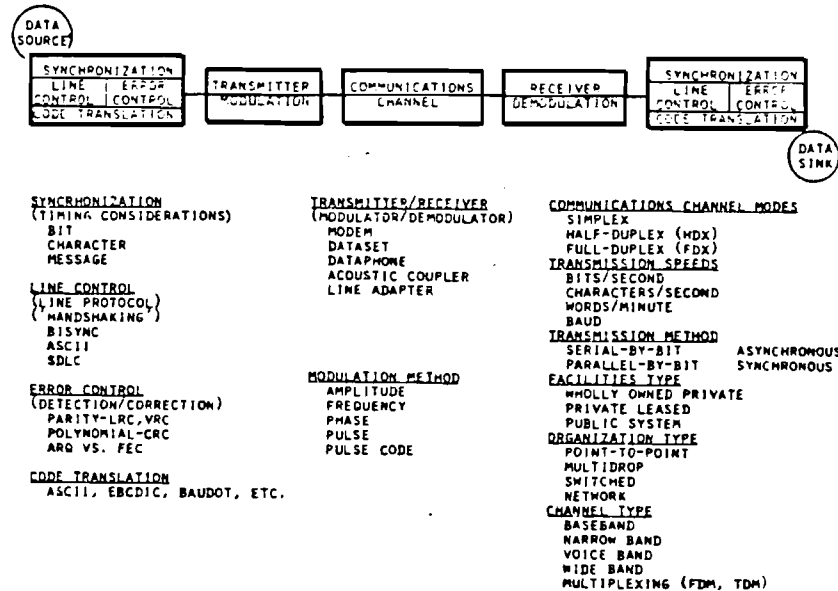 DATA
SOURCE
SYNCHRONIZATION
LINE ERROR
CONTROL CONTROL
CODE TRANSLATION
TRANSMITTER
MODULATION
COMMUNICATIONS
CHANNEL
RECEIVER
DEMODULATION
SYNCHRONIZATION
LINE ERROR
CONTROL CONTROL
CODE TRANSLATION
DATA
SINK
SYNCRHONIZATION
(TIMING CONSIDERATIONS)
BIT
CHARACTER
MESSAGE
LINE CONTROL
(LINE PROTOCOL)
("HANDSHAKING")
BISYNC
ASCII
SDLC
ERROR CONTROL
(DETECTION/CORRECTION)
PARITY-LRC,VRC
POLYNOMIAL-CRC
ARQ VS. FEC
CODE TRANSLATION
ASCII, EBCDIC, BAUDOT, ETC.
TRANSMITTER/RECEIVER
(MODULATOR/DEMODULATOR)
MODEM
DATASET
DATAPHONE
ACOUSTIC COUPLER
LINE ADAPTER
MODULATION METHOD
AMPLITUDE
FREQUENCY
PHASE
PULSE
PULSE CODE
COMMUNICATIONS CHANNEL MODES
SIMPLEX
HALF-DUPLEX (HDX)
FULL-DUPLEX (FDX)
TRANSMISSION SPEEDS
BITS/SECOND
CHARACTERS/SECOND
WORDS/MINUTE
BAUD
TRANSMISSION METHOD
SERIAL-BY-BIT ASYNCHRONOUS
PARALLEL-BY-BIT SYNCHRONOUS
FACILITIES TYPE
WHOLLY OWNED PRIVATE
PRIVATE LEASED
PUBLIC SYSTEM
ORGANIZATION TYPE
POINT-TO-POINT
MULTIDROP
SWITCHED
NETWORK
CHANNEL TYPE
BASEBAND
NARROW BAND
VOICE BAND
WIDE BAND
MULTIPLEXING (FDM, TDM)